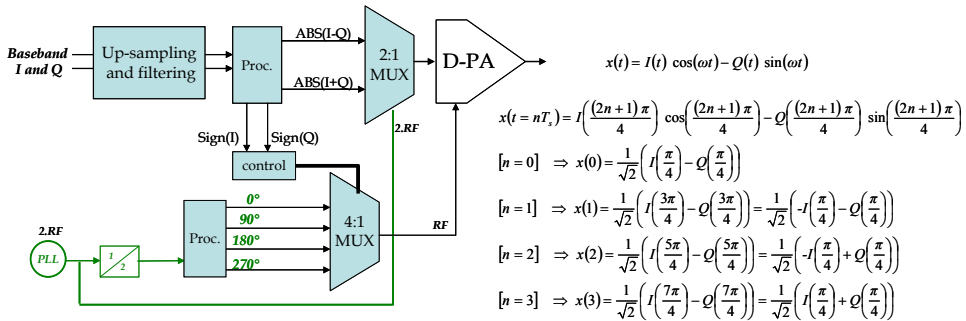 Baseband
I and Q
Up-sampling
and filtering
Proc.
ABS(I-Q)
ABS(I+Q)
2:1
MUX
D-PA
2.RF
Sign(I)
Sign(Q)
control
0°
90°
180°
270°
Proc.
4:1
MUX
RF
2.RF
PLL
1/2
x(t) = I(t) cos(ωt) − Q(t) sin(ωt)
x(t = nTs) = I((2n + 1) π / 4) cos((2n + 1) π / 4) − Q((2n + 1) π / 4) sin((2n + 1) π / 4)
[n = 0] ⇒ x(0) = 1/√2 (I(π/4) − Q(π/4))
[n = 1] ⇒ x(1) = 1/√2 (I(3π/4) − Q(3π/4)) = 1/√2 (-I(π/4) − Q(π/4))
[n = 2] ⇒ x(2) = 1/√2 (I(5π/4) − Q(5π/4)) = 1/√2 (-I(π/4) + Q(π/4))
[n = 3] ⇒ x(3) = 1/√2 (I(7π/4) − Q(7π/4)) = 1/√2 (I(π/4) + Q(π/4))